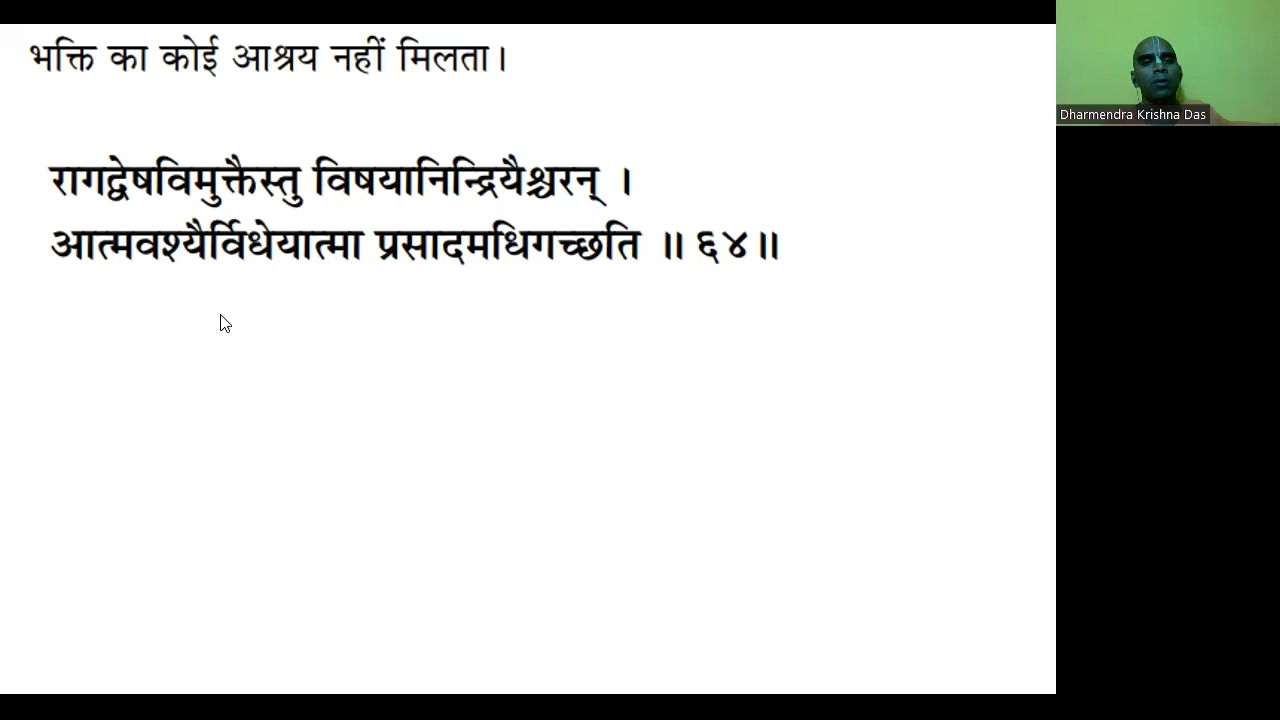 भक्ति का कोई आश्रय नहीं मिलता।
रागद्वेषविमुक्तैस्तु विषयानिन्द्रियैश्चरन् ।
आत्मवश्यैर्विधेयात्मा प्रसादमधिगच्छति ॥ ६४॥
Dharmendra Krishna Das